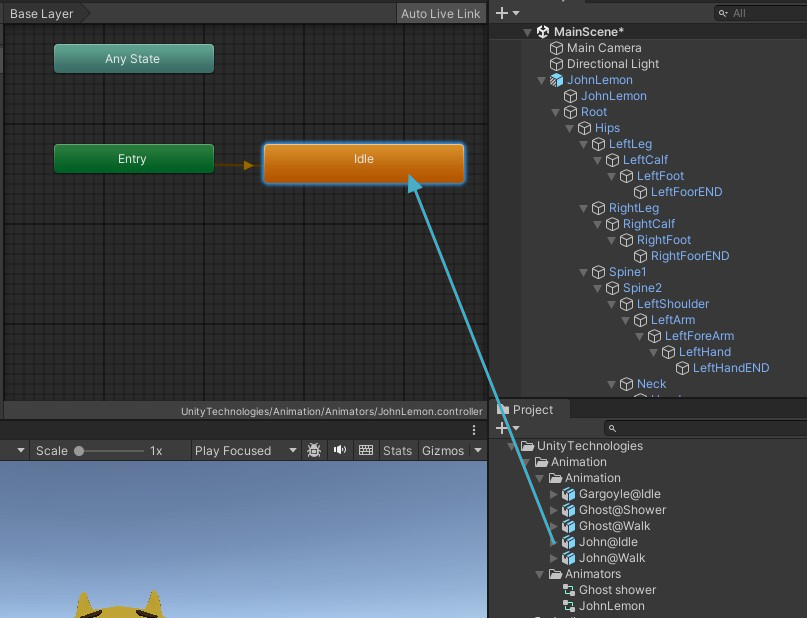 Base Layer
Auto Live Link
Any State
Entry
Idle
UnityTechnologies/Animation/Animators/JohnLemon.controller
Scale
1x
Play Focused
Stats
Gizmos
All
MainScene*
Main Camera
Directional Light
JohnLemon
JohnLemon
Root
Hips
LeftLeg
LeftCalf
LeftFoot
LeftFoorEND
RightLeg
RightCalf
RightFoot
RightFoorEND
Spine1
Spine2
LeftShoulder
LeftArm
LeftForeArm
LeftHand
LeftHandEND
Neck
Project
UnityTechnologies
Animation
Animation
Gargoyle@Idle
Ghost@Shower
Ghost@Walk
John@Idle
John@Walk
Animators
Ghost shower
JohnLemon